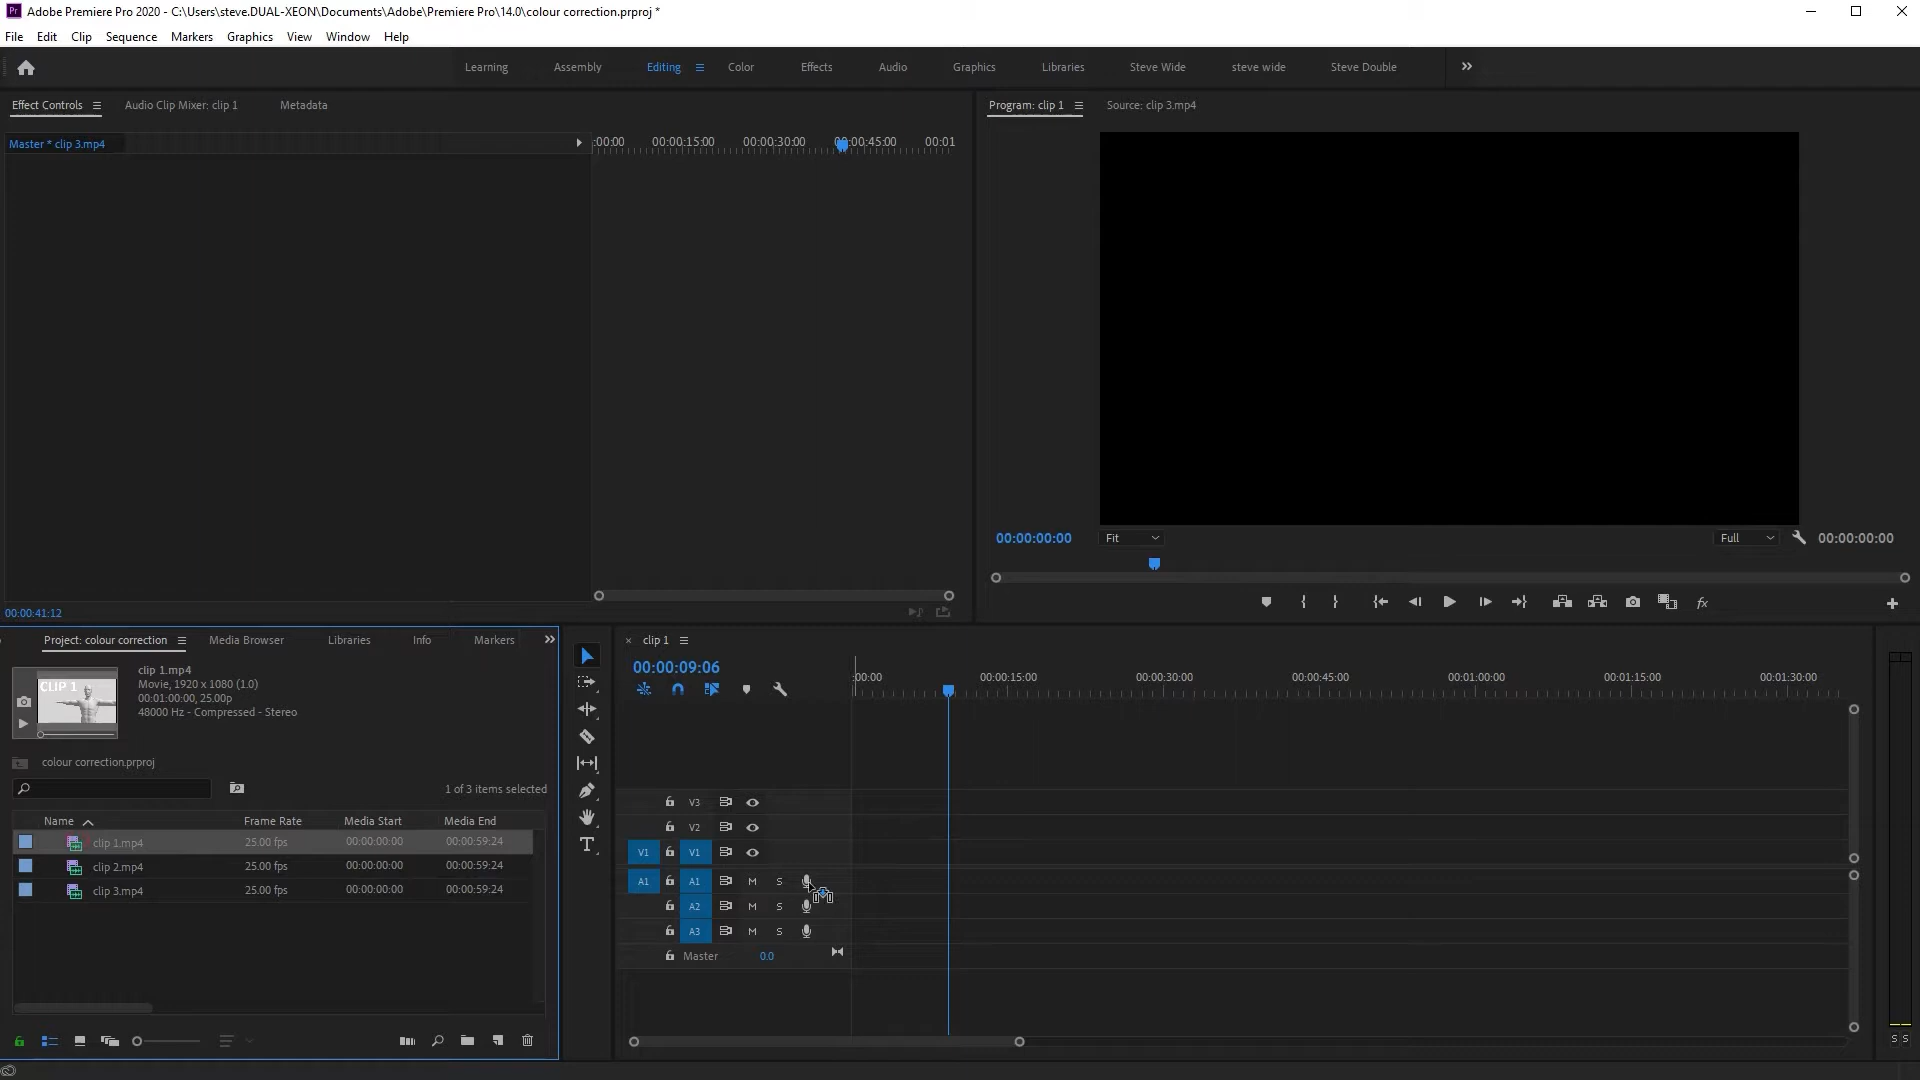 Adobe Premiere Pro 2020 - C:\Users\steve.DUAL-XEON\Documents\Adobe\Premiere Pro\14.0\colour correction.prproj *
File Edit Clip Sequence Markers Graphics View Window Help
Learning Assembly Editing Color Effects Audio Graphics Libraries Steve Wide steve wide Steve Double
Effect Controls Audio Clip Mixer: clip 1 Metadata
Program: clip 1 Source: clip 3.mp4
Master * clip 3.mp4
:00:00 00:00:15:00 00:00:30:00 00:00:45:00 00:01
00:00:00:00 Fit Full 00:00:00:00
fx
00:00:41:12
Project: colour correction Media Browser Libraries Info Markers
clip 1.mp4
Movie, 1920 x 1080 (1.0)
00:01:00:00, 25.00p
48000 Hz - Compressed - Stereo
CLIP 1
colour correction.prproj
1 of 3 items selected
Name Frame Rate Media Start Media End
clip 1.mp4 25.00 fps 00:00:00:00 00:00:59:24
clip 2.mp4 25.00 fps 00:00:00:00 00:00:59:24
clip 3.mp4 25.00 fps 00:00:00:00 00:00:59:24
T
clip 1
00:00:09:06
:00:00 00:00:15:00 00:00:30:00 00:00:45:00 00:01:00:00 00:01:15:00 00:01:30:00
V3
V2
V1 V1
A1 A1 M S
A2 M S
A3 M S
Master 0.0
S S